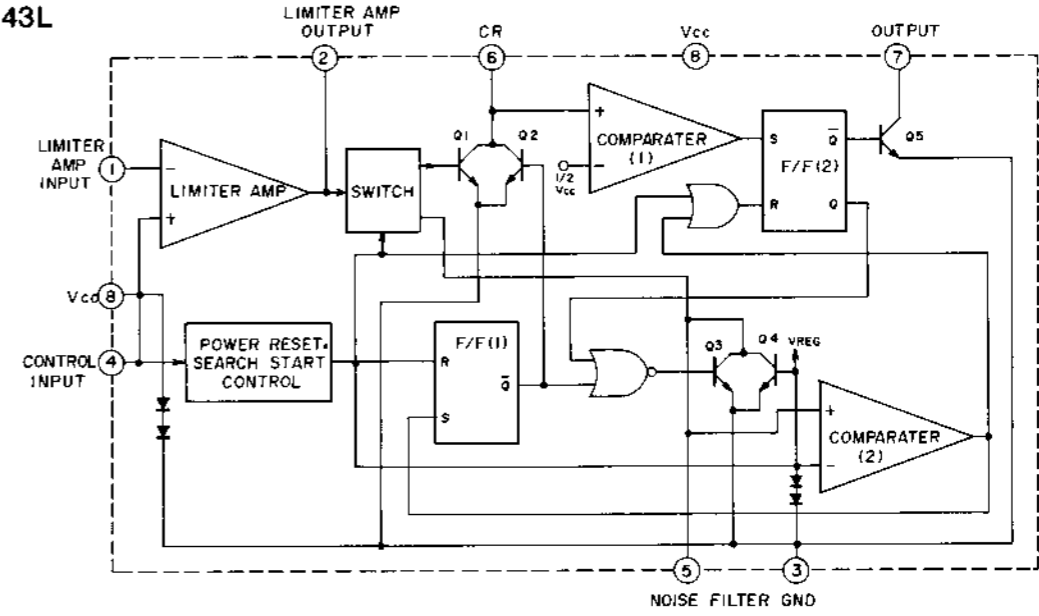 43L
LIMITER AMP
OUTPUT
CR
Vcc
OUTPUT
2
6
8
7
LIMITER
AMP
INPUT
1
−
+
LIMITER AMP
SWITCH
Q1
Q2
+
−
COMPARATER
(1)
1/2
Vcc
S
Q̅
F/F(2)
R
Q
Q5
Vcc
8
CONTROL
INPUT
4
POWER RESET.
SEARCH START
CONTROL
F/F(1)
R
Q̅
S
Q3
Q4
VREG
+
−
COMPARATER
(2)
5
3
NOISE FILTER GND